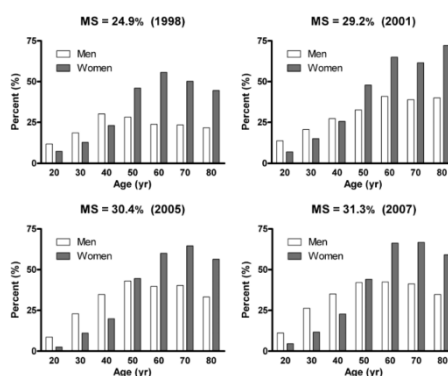 MS = 24.9% (1998)
75
50
25
0
Percent (%)
Men
Women
20 30 40 50 60 70 80
Age (yr)
MS = 29.2% (2001)
75
50
25
0
Percent (%)
Men
Women
20 30 40 50 60 70 80
Age (yr)
MS = 30.4% (2005)
75
50
25
0
Percent (%)
Men
Women
20 30 40 50 60 70 80
Age (yr)
MS = 31.3% (2007)
75
50
25
0
Percent (%)
Men
Women
20 30 40 50 60 70 80
Age (yr)